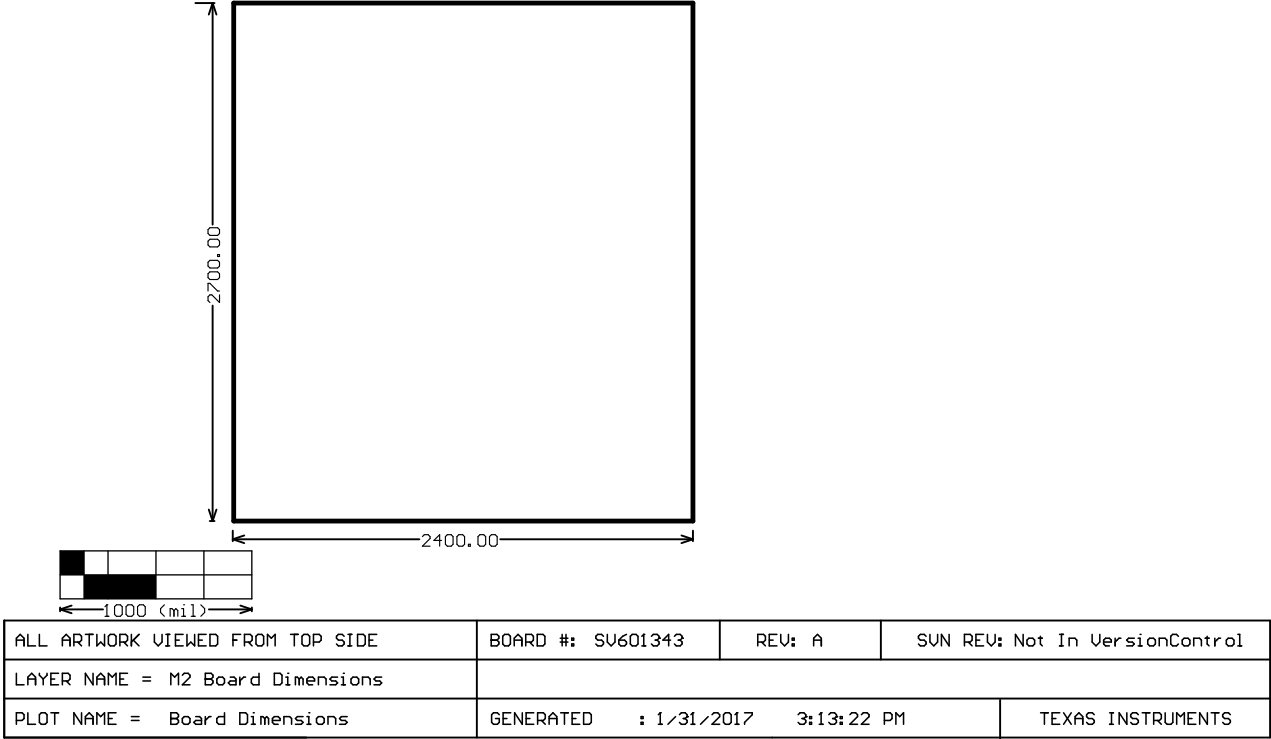 2700.00
2400.00
1000 (mil)
ALL ARTWORK VIEWED FROM TOP SIDE
BOARD #: SV601343
REV: A
SVN REV: Not In VersionControl
LAYER NAME = M2 Board Dimensions
PLOT NAME = Board Dimensions
GENERATED : 1/31/2017 3:13:22 PM
TEXAS INSTRUMENTS